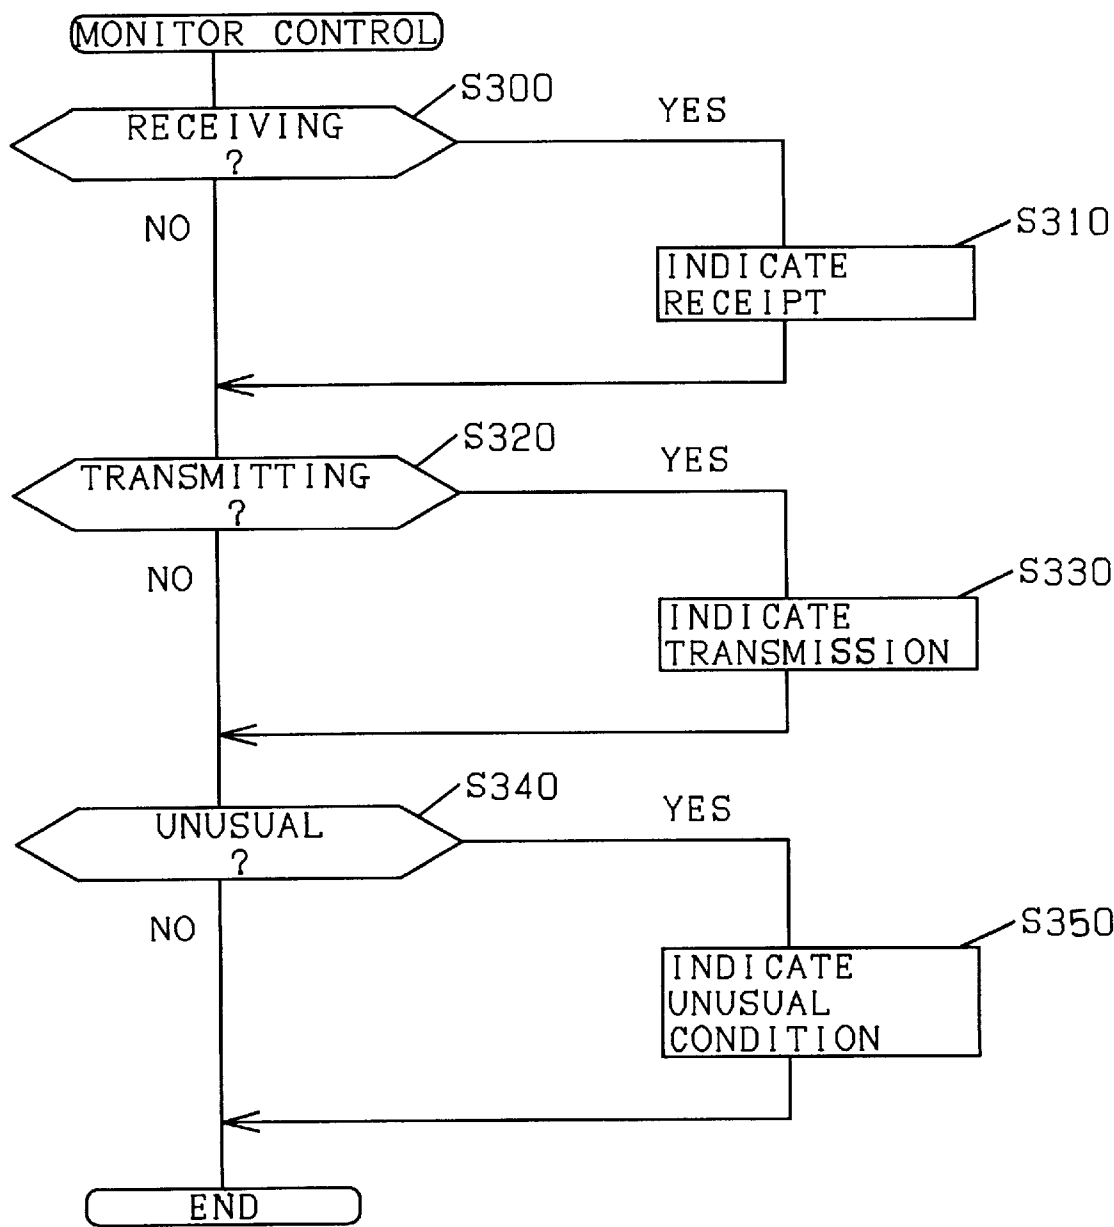 MONITOR CONTROL
S300
RECEIVING
?
YES
NO
S310
INDICATE
RECEIPT
S320
TRANSMITTING
?
YES
NO
S330
INDICATE
TRANSMISSION
S340
UNUSUAL
?
YES
NO
S350
INDICATE
UNUSUAL
CONDITION
END